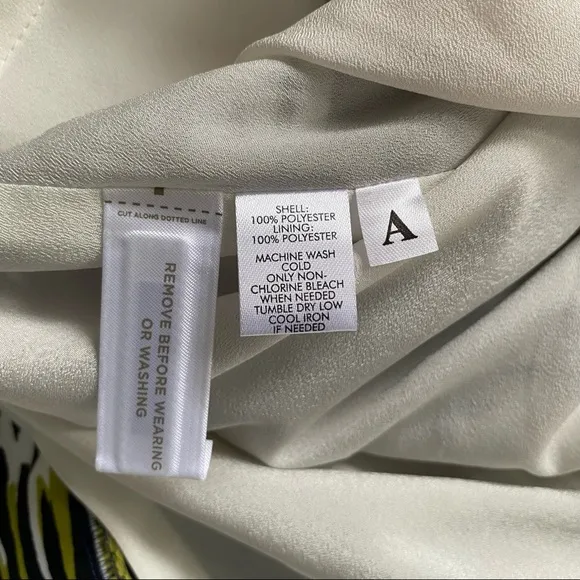 CUT ALONG DOTTED LINE
REMOVE BEFORE WEARING
OR WASHING
SHELL:
100% POLYESTER
LINING:
100% POLYESTER
MACHINE WASH
COLD
ONLY NON-
CHLORINE BLEACH
WHEN NEEDED
TUMBLE DRY LOW
COOL IRON
IF NEEDED
A